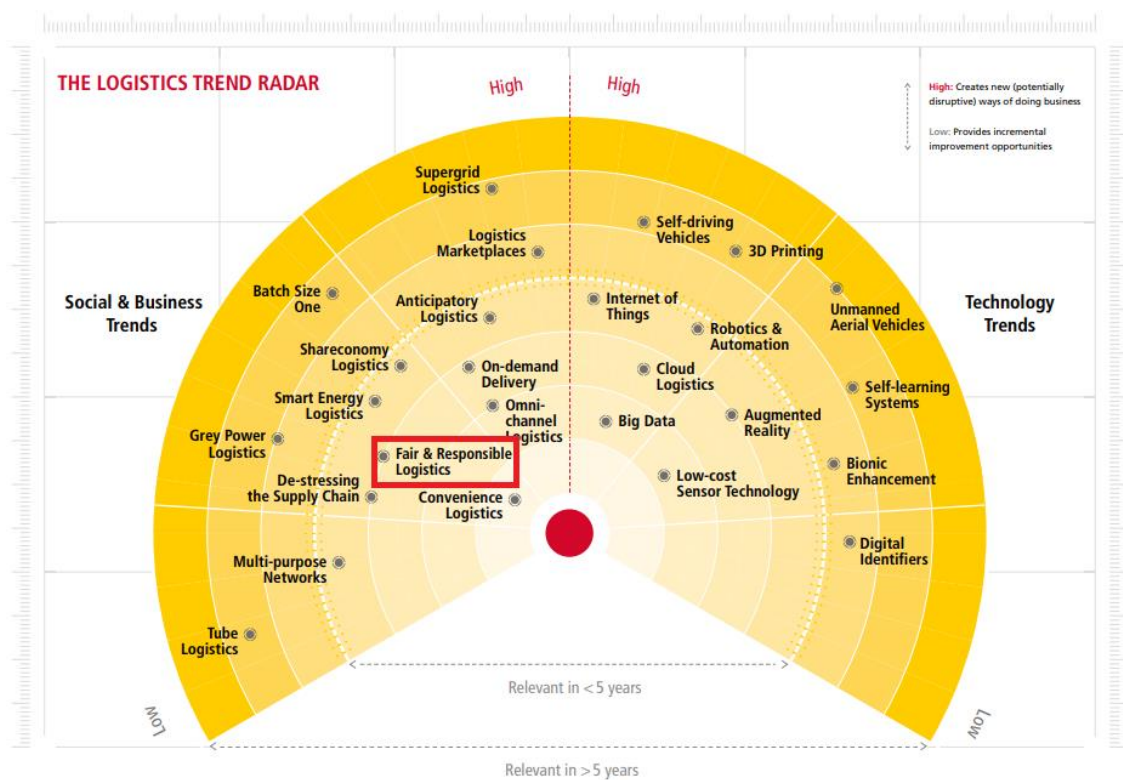 THE LOGISTICS TREND RADAR
High
High
High: Creates new (potentially
disruptive) ways of doing business
Low: Provides incremental
improvement opportunities
Social & Business
Trends
Technology
Trends
Supergrid
Logistics
Logistics
Marketplaces
Batch Size
One
Anticipatory
Logistics
Shareconomy
Logistics
On-demand
Delivery
Smart Energy
Logistics
Omni-
channel
Logistics
Grey Power
Logistics
Fair & Responsible
Logistics
De-stressing
the Supply Chain
Convenience
Logistics
Multi-purpose
Networks
Tube
Logistics
Self-driving
Vehicles
3D Printing
Internet of
Things
Unmanned
Aerial Vehicles
Robotics &
Automation
Cloud
Logistics
Self-learning
Systems
Big Data
Augmented
Reality
Low-cost
Sensor Technology
Bionic
Enhancement
Digital
Identifiers
Low
Low
Relevant in < 5 years
Relevant in > 5 years